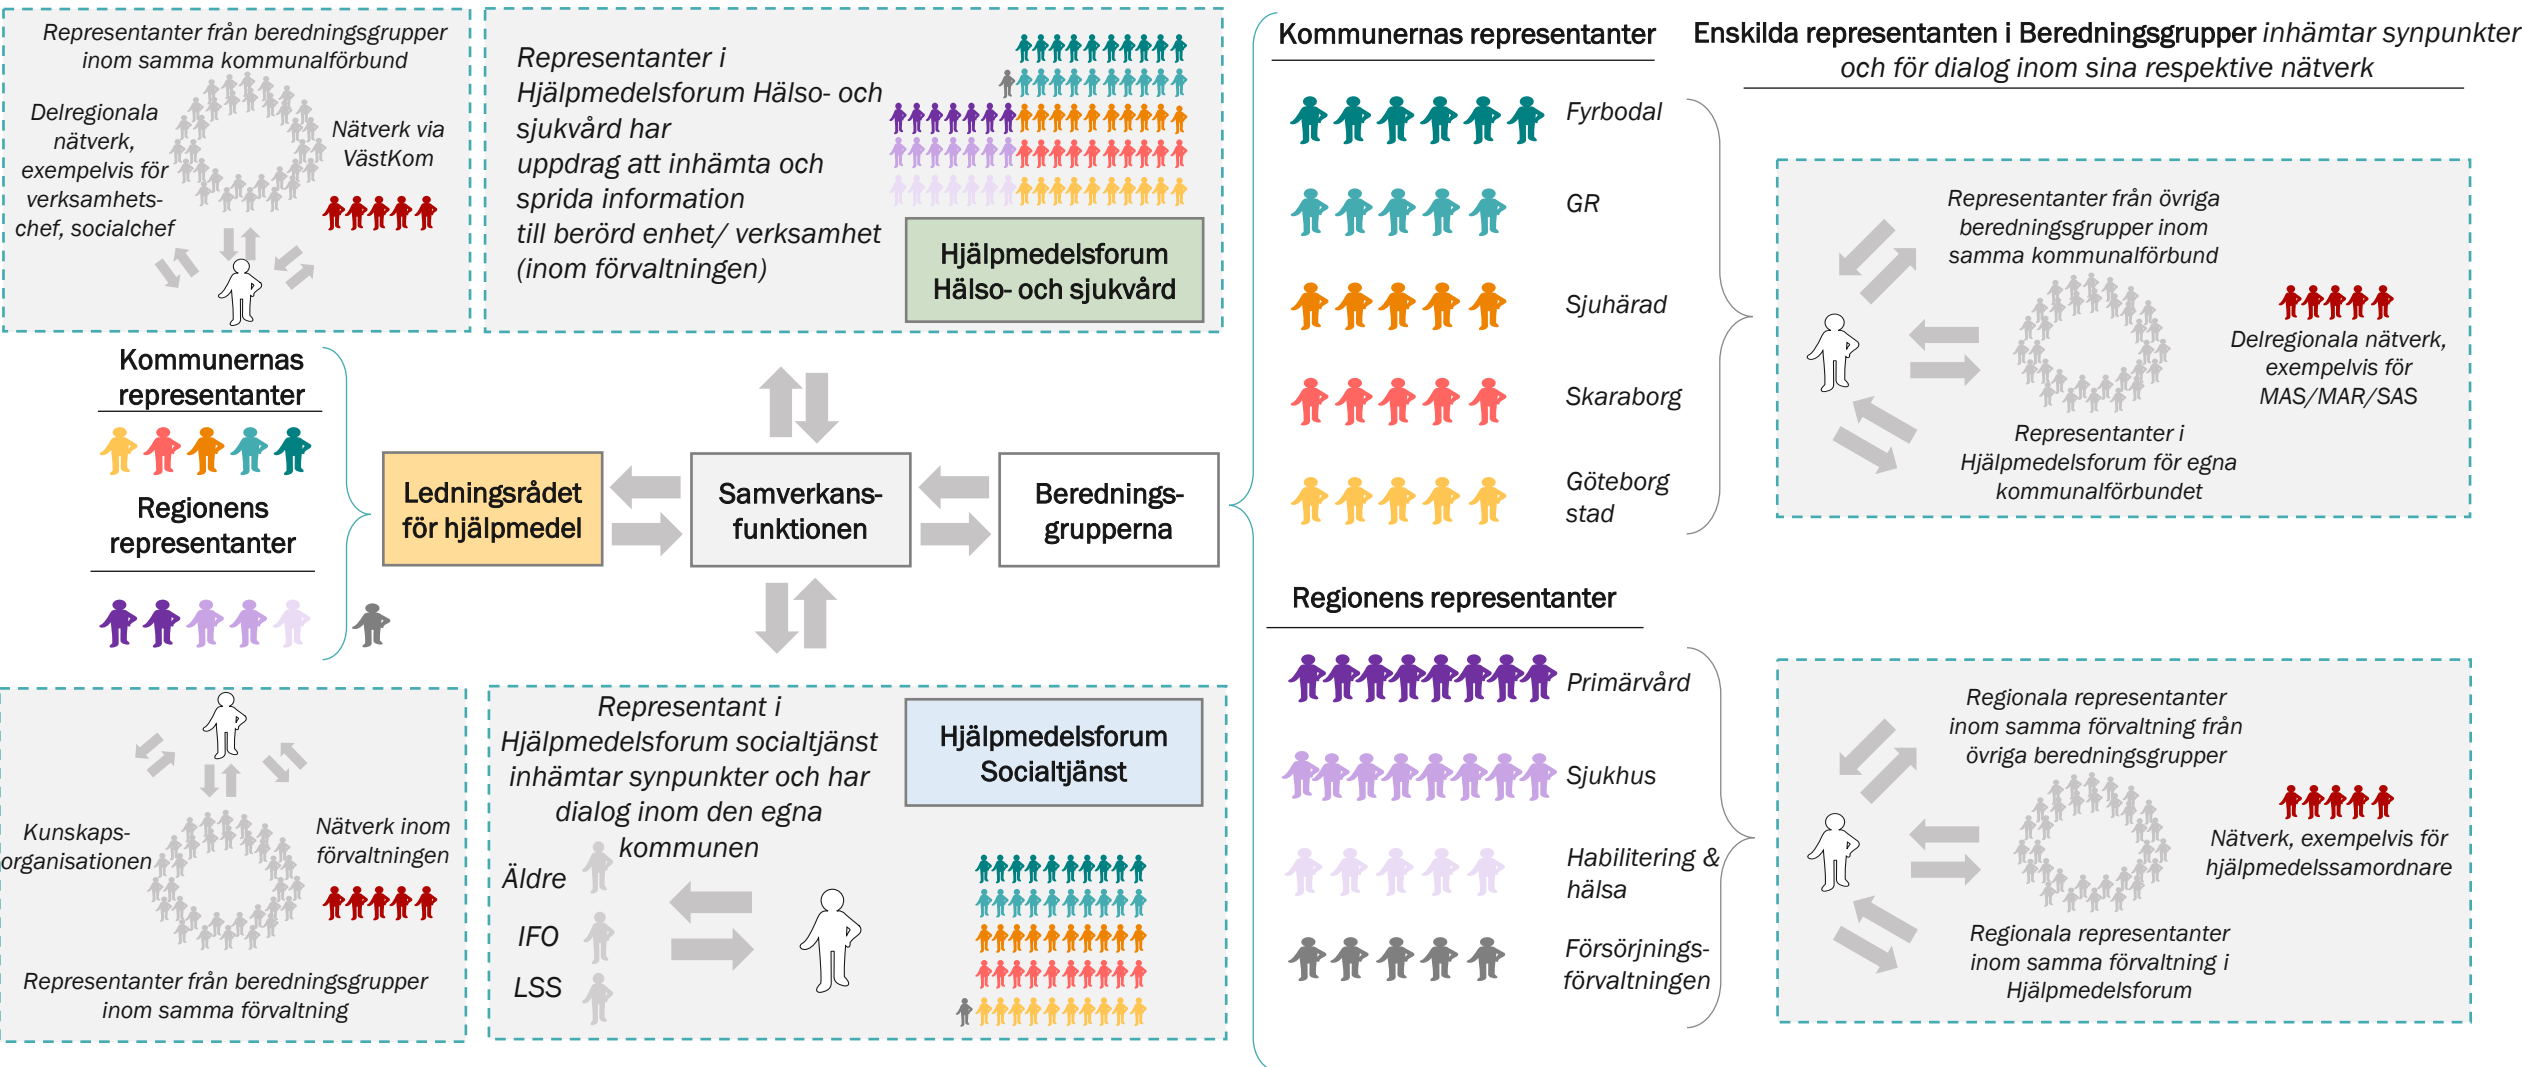 Representanter från beredningsgrupper
inom samma kommunalförbund
Delregionala
nätverk,
exempelvis för
verksamhets-
chef, socialchef
Nätverk via
VästKom
Representanter i
Hjälpmedelsforum Hälso- och
sjukvård har
uppdrag att inhämta och
sprida information
till berörd enhet/ verksamhet
(inom förvaltningen)
Hjälpmedelsforum
Hälso- och sjukvård
Kommunernas
representanter
Regionens
representanter
Ledningsrådet
för hjälpmedel
Samverkans-
funktionen
Berednings-
grupperna
Kunskaps-
organisationen
Nätverk inom
förvaltningen
Representanter från beredningsgrupper
inom samma förvaltning
Representant i
Hjälpmedelsforum socialtjänst
inhämtar synpunkter och har
dialog inom den egna
kommunen
Äldre
IFO
LSS
Hjälpmedelsforum
Socialtjänst
Kommunernas representanter
Fyrbodal
GR
Sjuhärad
Skaraborg
Göteborg
stad
Regionens representanter
Primärvård
Sjukhus
Habilitering &
hälsa
Försörjnings-
förvaltningen
Enskilda representanten i Beredningsgrupper inhämtar synpunkter
och för dialog inom sina respektive nätverk
Representanter från övriga
beredningsgrupper inom
samma kommunalförbund
Delregionala nätverk,
exempelvis för
MAS/MAR/SAS
Representanter i
Hjälpmedelsforum för egna
kommunalförbundet
Regionala representanter
inom samma förvaltning från
övriga beredningsgrupper
Nätverk, exempelvis för
hjälpmedelssamordnare
Regionala representanter
inom samma förvaltning i
Hjälpmedelsforum